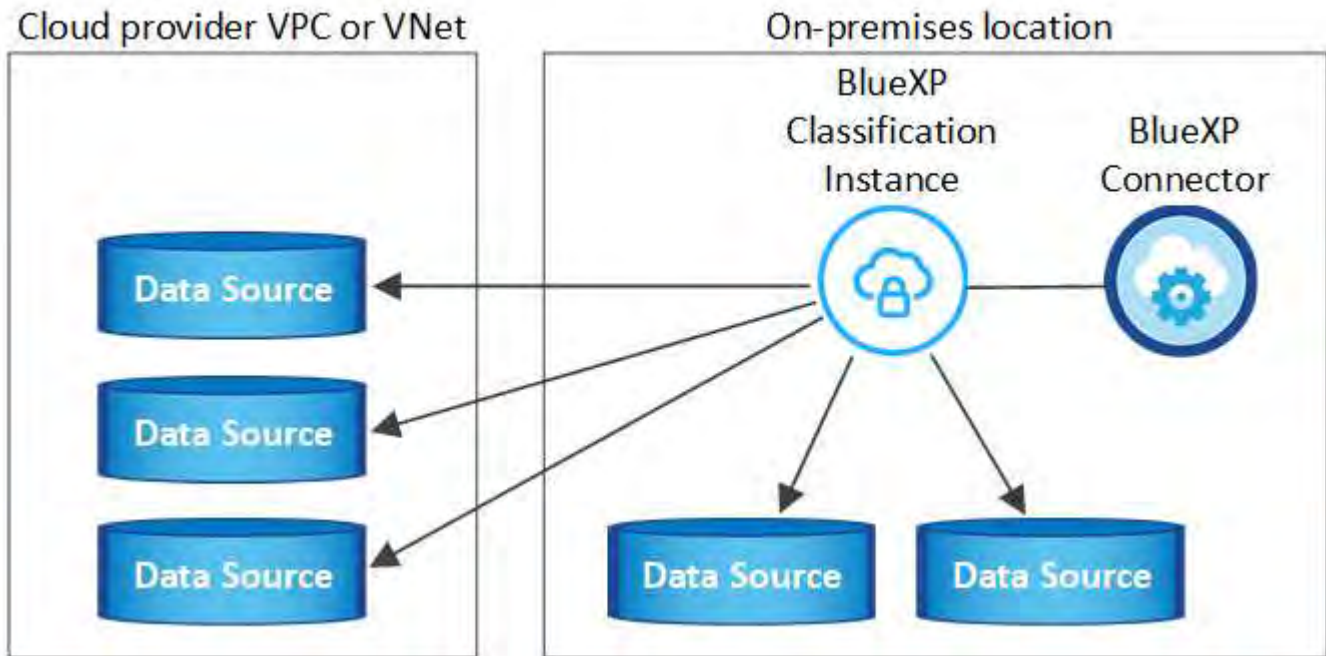 Cloud provider VPC or VNet
On-premises location
BlueXP
Classification
Instance
BlueXP
Connector
Data Source
Data Source
Data Source
Data Source
Data Source